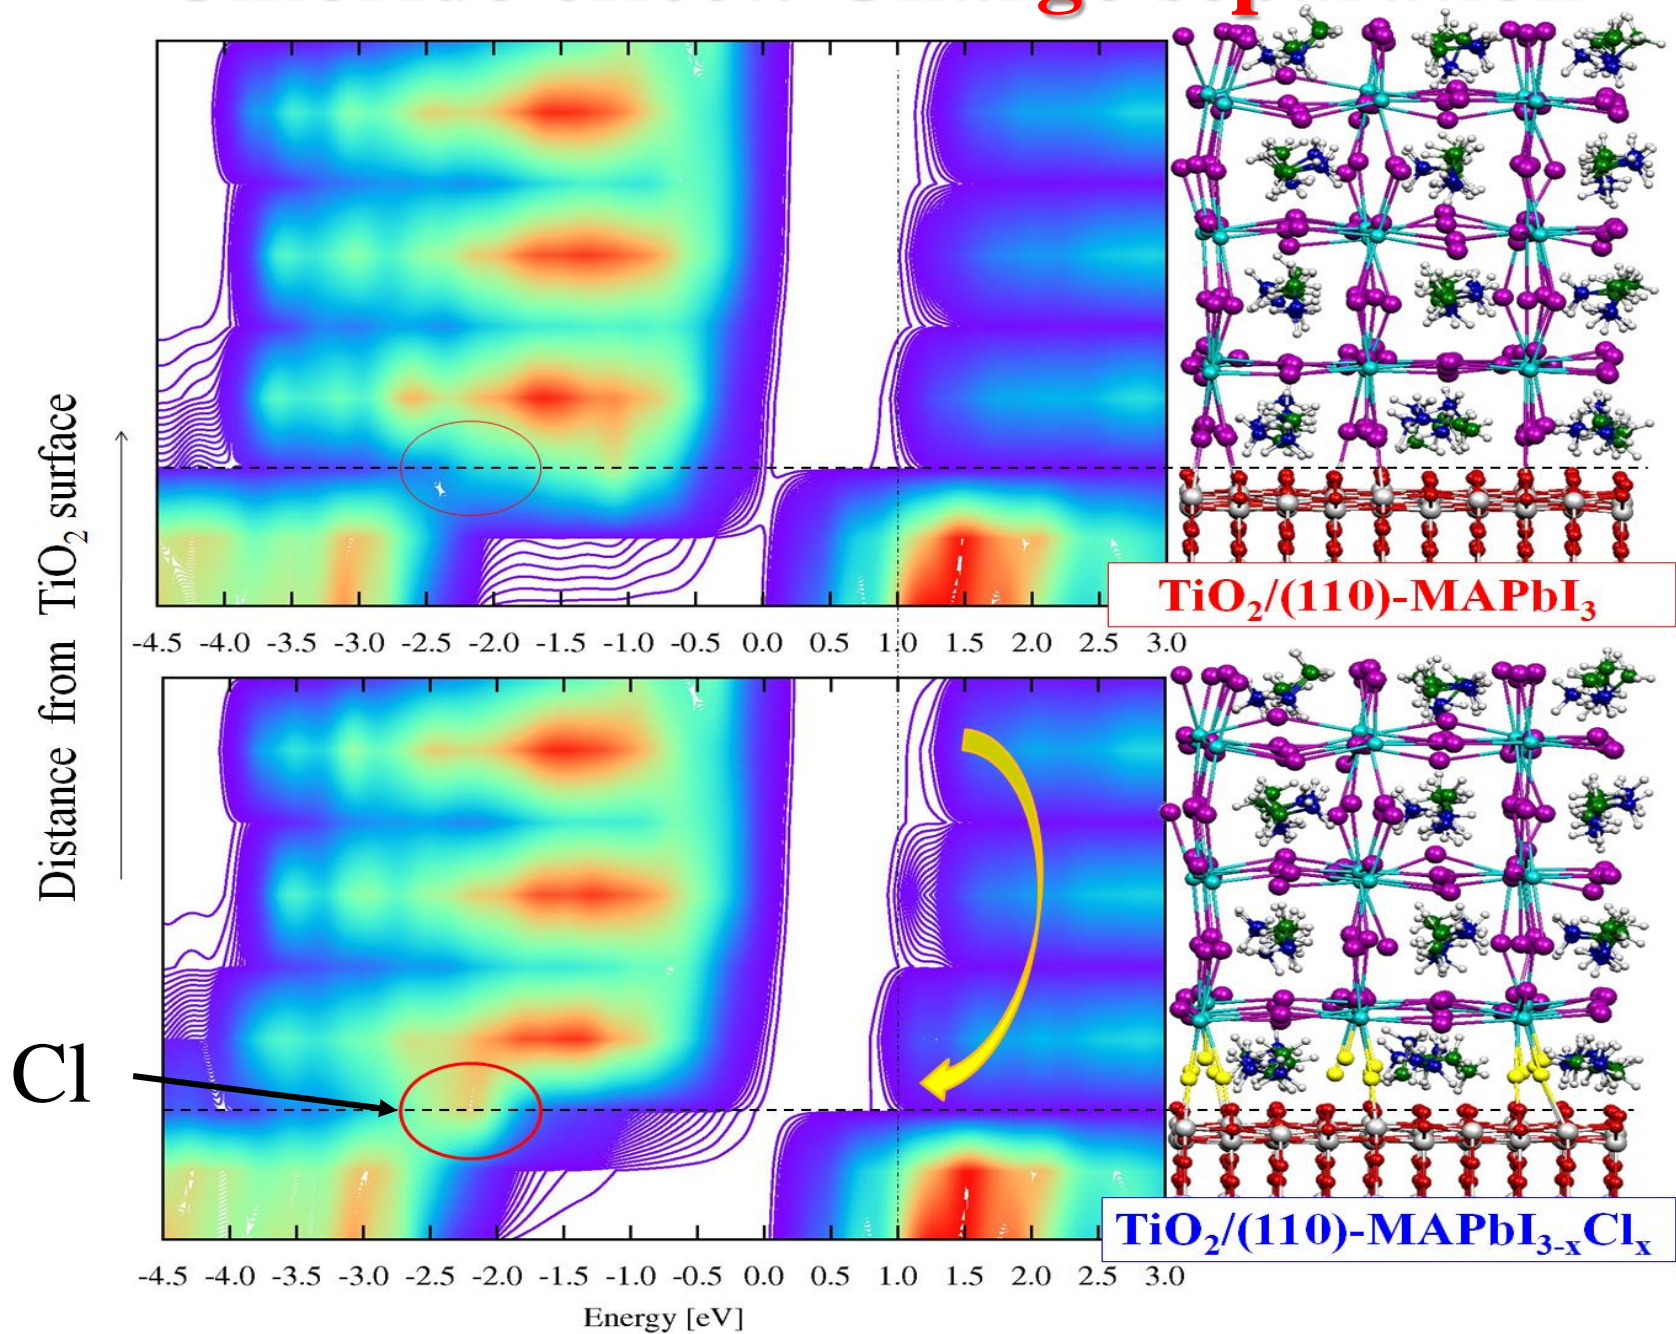 Distance from TiO₂ surface
-4.5 -4.0 -3.5 -3.0 -2.5 -2.0 -1.5 -1.0 -0.5 0.0 0.5 1.0 1.5 2.0 2.5 3.0
TiO₂/(110)-MAPbI₃
Cl
TiO₂/(110)-MAPbI₃₋ₓClₓ
-4.5 -4.0 -3.5 -3.0 -2.5 -2.0 -1.5 -1.0 -0.5 0.0 0.5 1.0 1.5 2.0 2.5 3.0
Energy [eV]